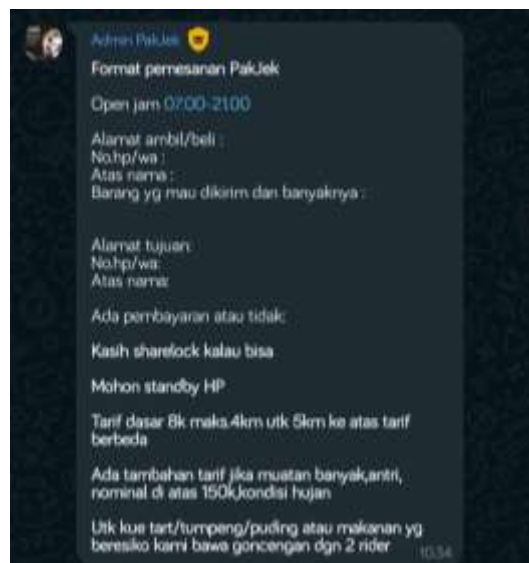 Admin PakJek
Format pemesanan PakJek
Open jam 07.00-21.00
Alamat ambil/beli :
No.hp/wa :
Atas nama :
Barang yg mau dikirim dan banyaknya :
Alamat tujuan:
No.hp/wa:
Atas nama:
Ada pembayaran atau tidak:
Kasih sharelock kalau bisa
Mohon standby HP
Tarif dasar 8k maks.4km utk 5km ke atas tarif
berbeda
Ada tambahan tarif jika muatan banyak,antri,
nominal di atas 150k,kondisi hujan
Utk kue tart/tumpeng/puding atau makanan yg
beresiko kami bawa goncengan dgn 2 rider
10.34